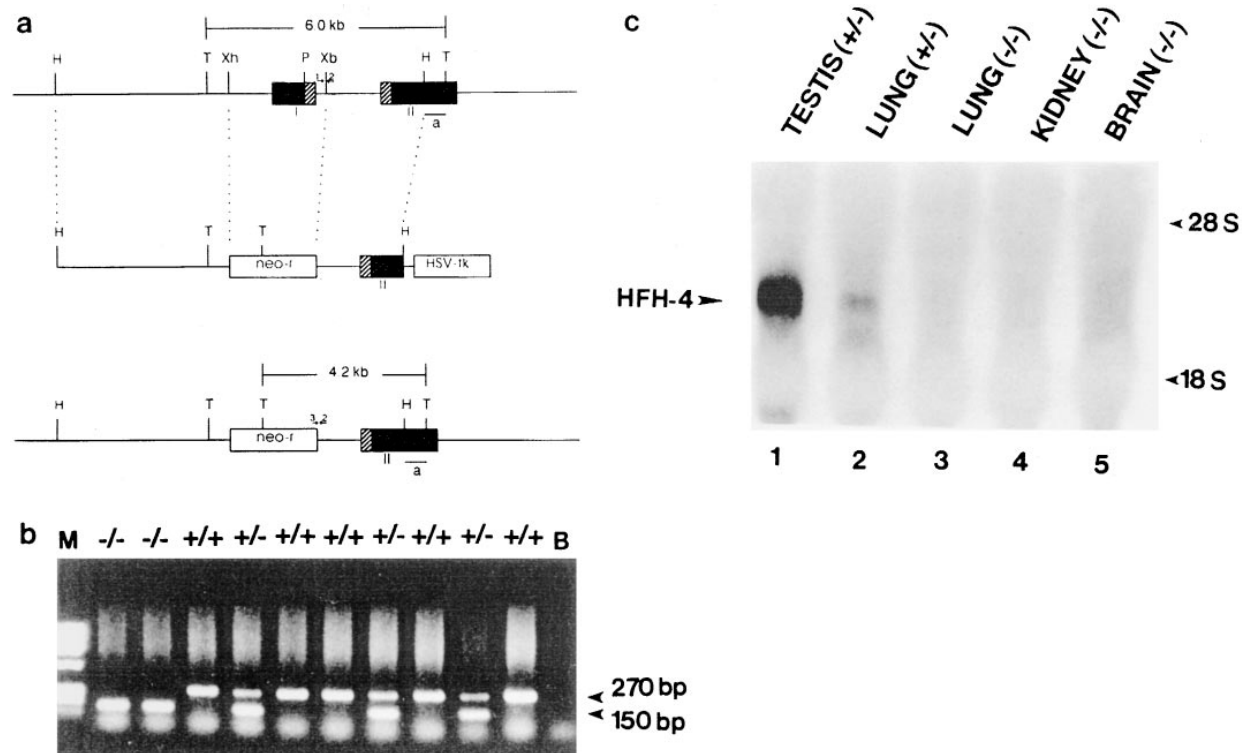 a
6.0 kb
H T Xh P Xb H T
1 2
I II
a
H T T H
neo-r HSV-tk
II
4.2 kb
H T T H T
3 2
neo-r
II
a
b M -/- -/- +/+ +/- +/+ +/+ +/- +/+ +/- +/+ B
270 bp
150 bp
c
TESTIS (+/-)
LUNG (+/-)
LUNG (-/-)
KIDNEY (-/-)
BRAIN (-/-)
28 S
HFH-4
18 S
1 2 3 4 5